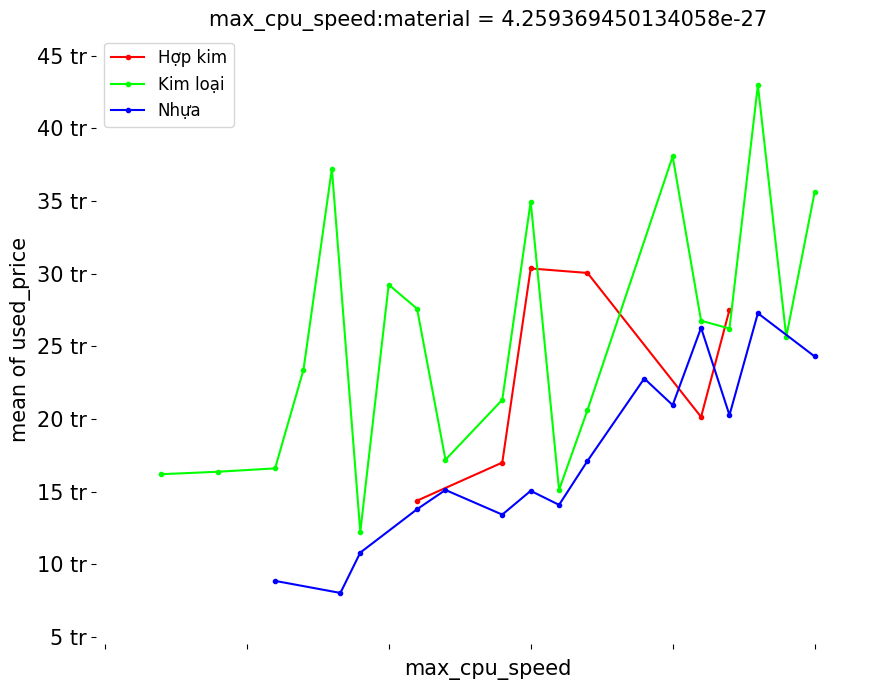 max_cpu_speed:material = 4.259369450134058e-27
Hợp kim
Kim loại
Nhựa
45 tr
40 tr
35 tr
30 tr
25 tr
20 tr
15 tr
10 tr
5 tr
mean of used_price
max_cpu_speed